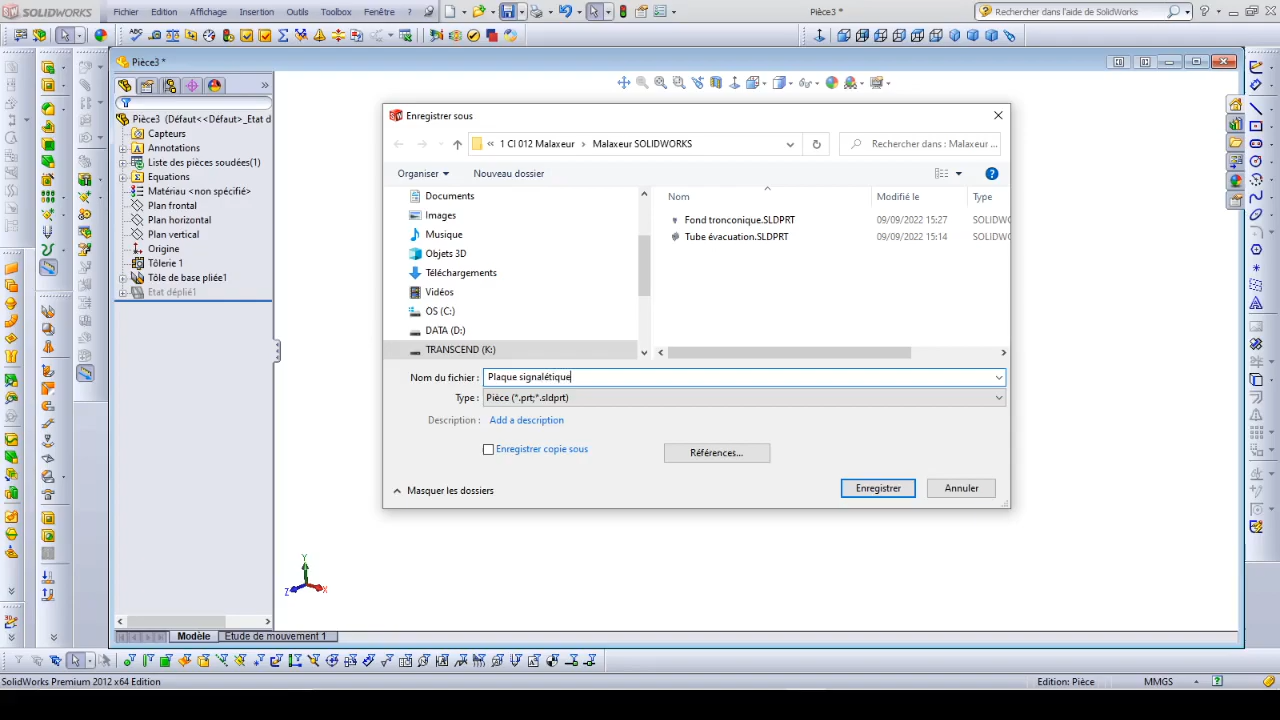 SOLIDWORKS
Fichier Edition Affichage Insertion Outils Toolbox Fenêtre
Pièce3 *
Rechercher dans l'aide de SolidWorks
Pièce3 *
Pièce3 (Défaut<<Défaut>_Etat d
Capteurs
Annotations
Liste des pièces soudées(1)
Equations
Matériau <non spécifié>
Plan frontal
Plan horizontal
Plan vertical
Origine
Tôlerie 1
Tôle de base pliée1
Etat déplié1
Enregistrer sous
« 1 CI 012 Malaxeur › Malaxeur SOLIDWORKS
Rechercher dans : Malaxeur ...
Organiser
Nouveau dossier
Documents
Images
Musique
Objets 3D
Téléchargements
Vidéos
OS (C:)
DATA (D:)
TRANSCEND (K:)
Nom Modifié le Type
Fond tronconique.SLDPRT 09/09/2022 15:27 SOLIDWO
Tube évacuation.SLDPRT 09/09/2022 15:14 SOLIDWO
Nom du fichier : Plaque signalétique
Type : Pièce (*.prt;*.sldprt)
Description : Add a description
Enregistrer copie sous
Références...
Masquer les dossiers
Enregistrer
Annuler
Y
Z
X
Modèle
Etude de mouvement 1
SolidWorks Premium 2012 x64 Edition
Edition: Pièce
MMGS